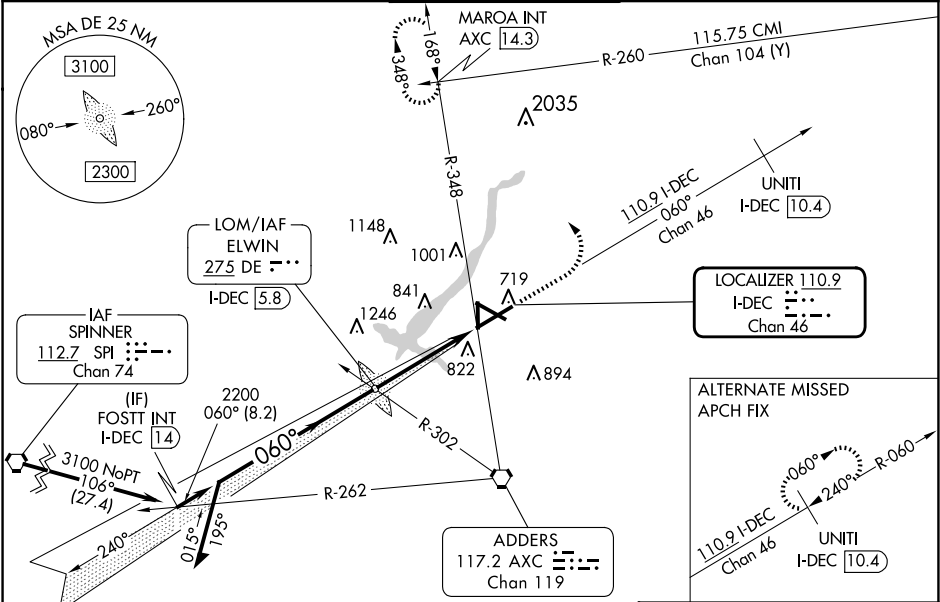 MSA DE 25 NM
3100
080°
260°
2300
MAROA INT
AXC 14.3
168°
348°
R-260
115.75 CMI
Chan 104 (Y)
2035
R-348
UNITI
I-DEC 10.4
110.9 I-DEC
060°
Chan 46
LOM/IAF
ELWIN
275 DE
I-DEC 5.8
1148
1001
841
719
1246
822
894
LOCALIZER 110.9
I-DEC
Chan 46
IAF
SPINNER
112.7 SPI
Chan 74
(IF)
FOSTT INT
I-DEC 14
2200
060° (8.2)
060°
3100 NoPT
106°
(27.4)
R-302
R-262
240°
015°
195°
ADDERS
117.2 AXC
Chan 119
ALTERNATE MISSED
APCH FIX
060°
R-060
240°
110.9 I-DEC
Chan 46
UNITI
I-DEC 10.4